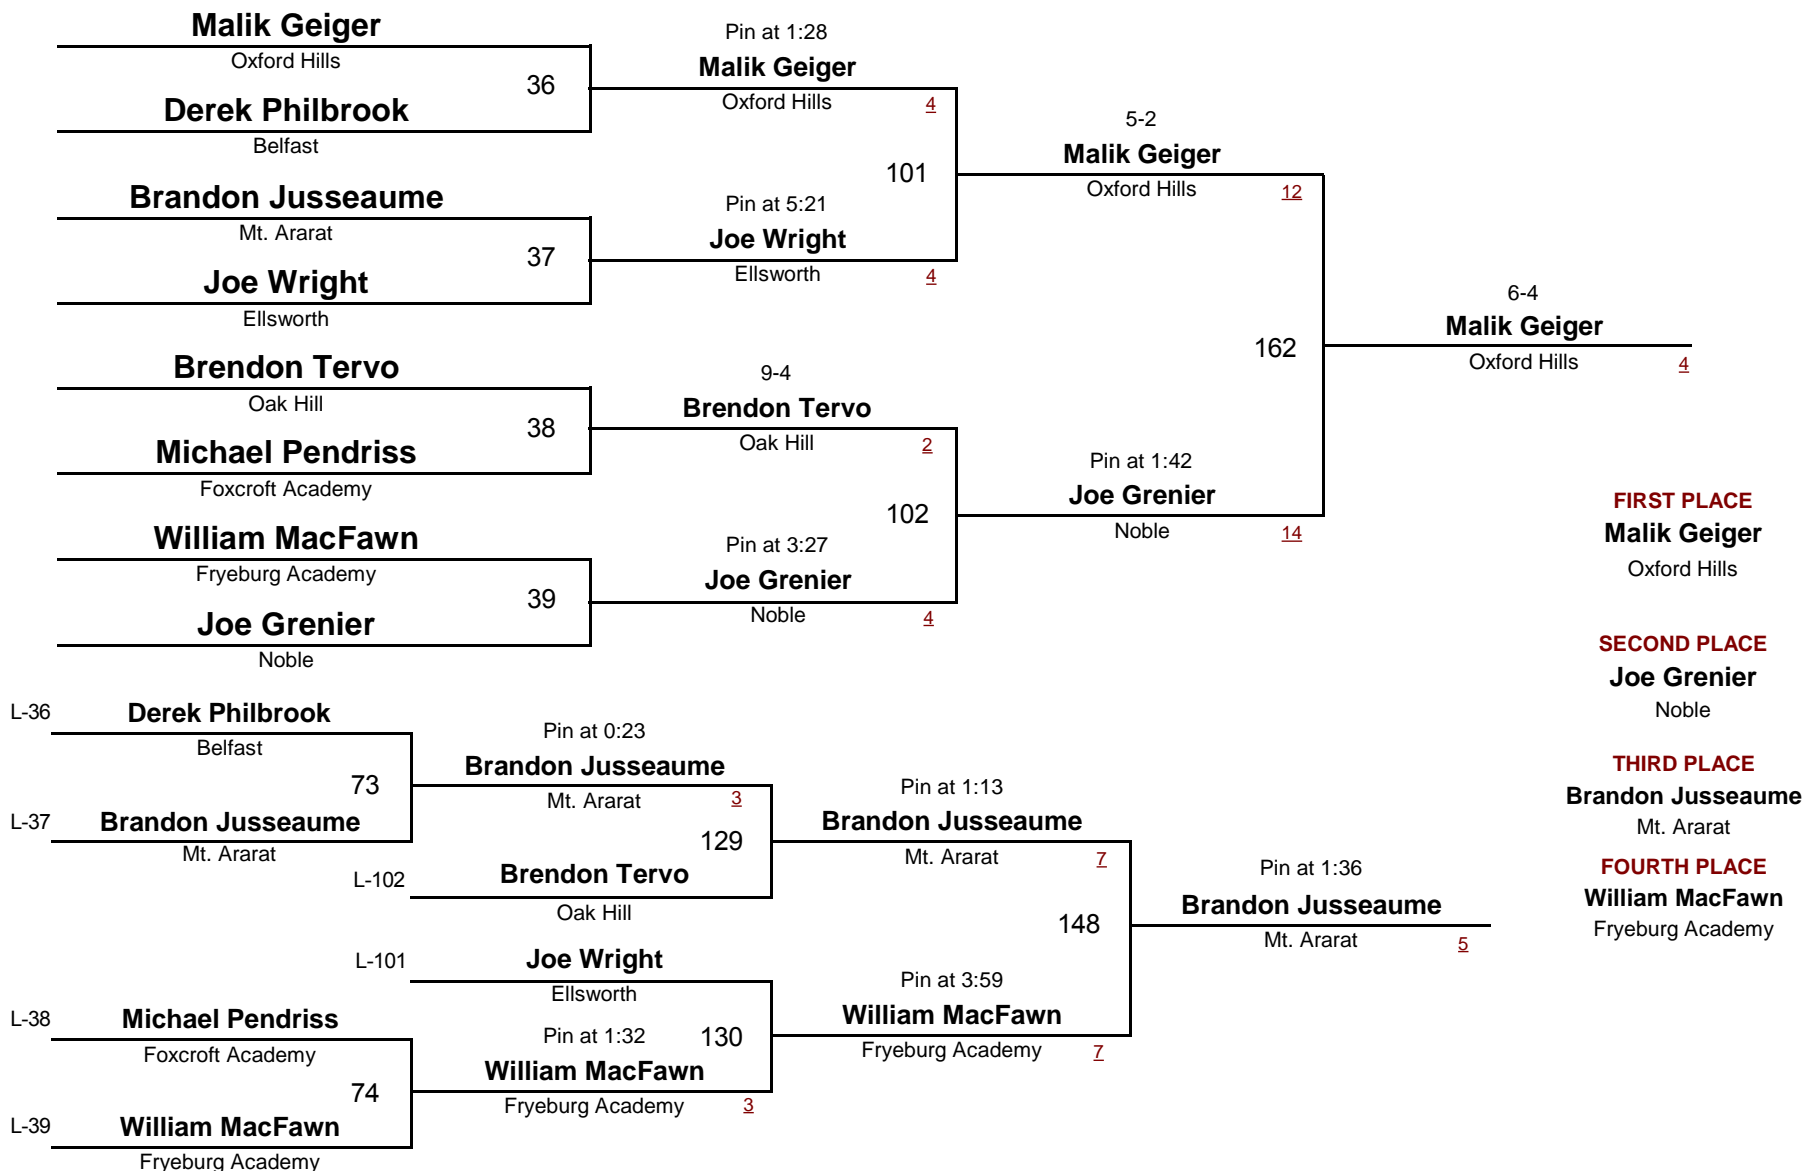 Malik Geiger
Oxford Hills
36
Derek Philbrook
Belfast
Brandon Jusseaume
Mt. Ararat
37
Joe Wright
Ellsworth
Brendon Tervo
Oak Hill
38
Michael Pendriss
Foxcroft Academy
William MacFawn
Fryeburg Academy
39
Joe Grenier
Noble
Pin at 1:28
Malik Geiger
Oxford Hills
4
101
Pin at 5:21
Joe Wright
Ellsworth
4
9-4
Brendon Tervo
Oak Hill
2
102
Pin at 3:27
Joe Grenier
Noble
4
5-2
Malik Geiger
Oxford Hills
12
162
Pin at 1:42
Joe Grenier
Noble
14
6-4
Malik Geiger
Oxford Hills
4
FIRST PLACE
Malik Geiger
Oxford Hills
SECOND PLACE
Joe Grenier
Noble
THIRD PLACE
Brandon Jusseaume
Mt. Ararat
FOURTH PLACE
William MacFawn
Fryeburg Academy
L-36
Derek Philbrook
Belfast
73
L-37
Brandon Jusseaume
Mt. Ararat
Pin at 0:23
Brandon Jusseaume
Mt. Ararat
3
129
L-102
Brendon Tervo
Oak Hill
L-101
Joe Wright
Ellsworth
130
L-38
Michael Pendriss
Foxcroft Academy
74
L-39
William MacFawn
Fryeburg Academy
Pin at 1:32
William MacFawn
Fryeburg Academy
3
Pin at 1:13
Brandon Jusseaume
Mt. Ararat
7
148
Pin at 3:59
William MacFawn
Fryeburg Academy
7
Pin at 1:36
Brandon Jusseaume
Mt. Ararat
5